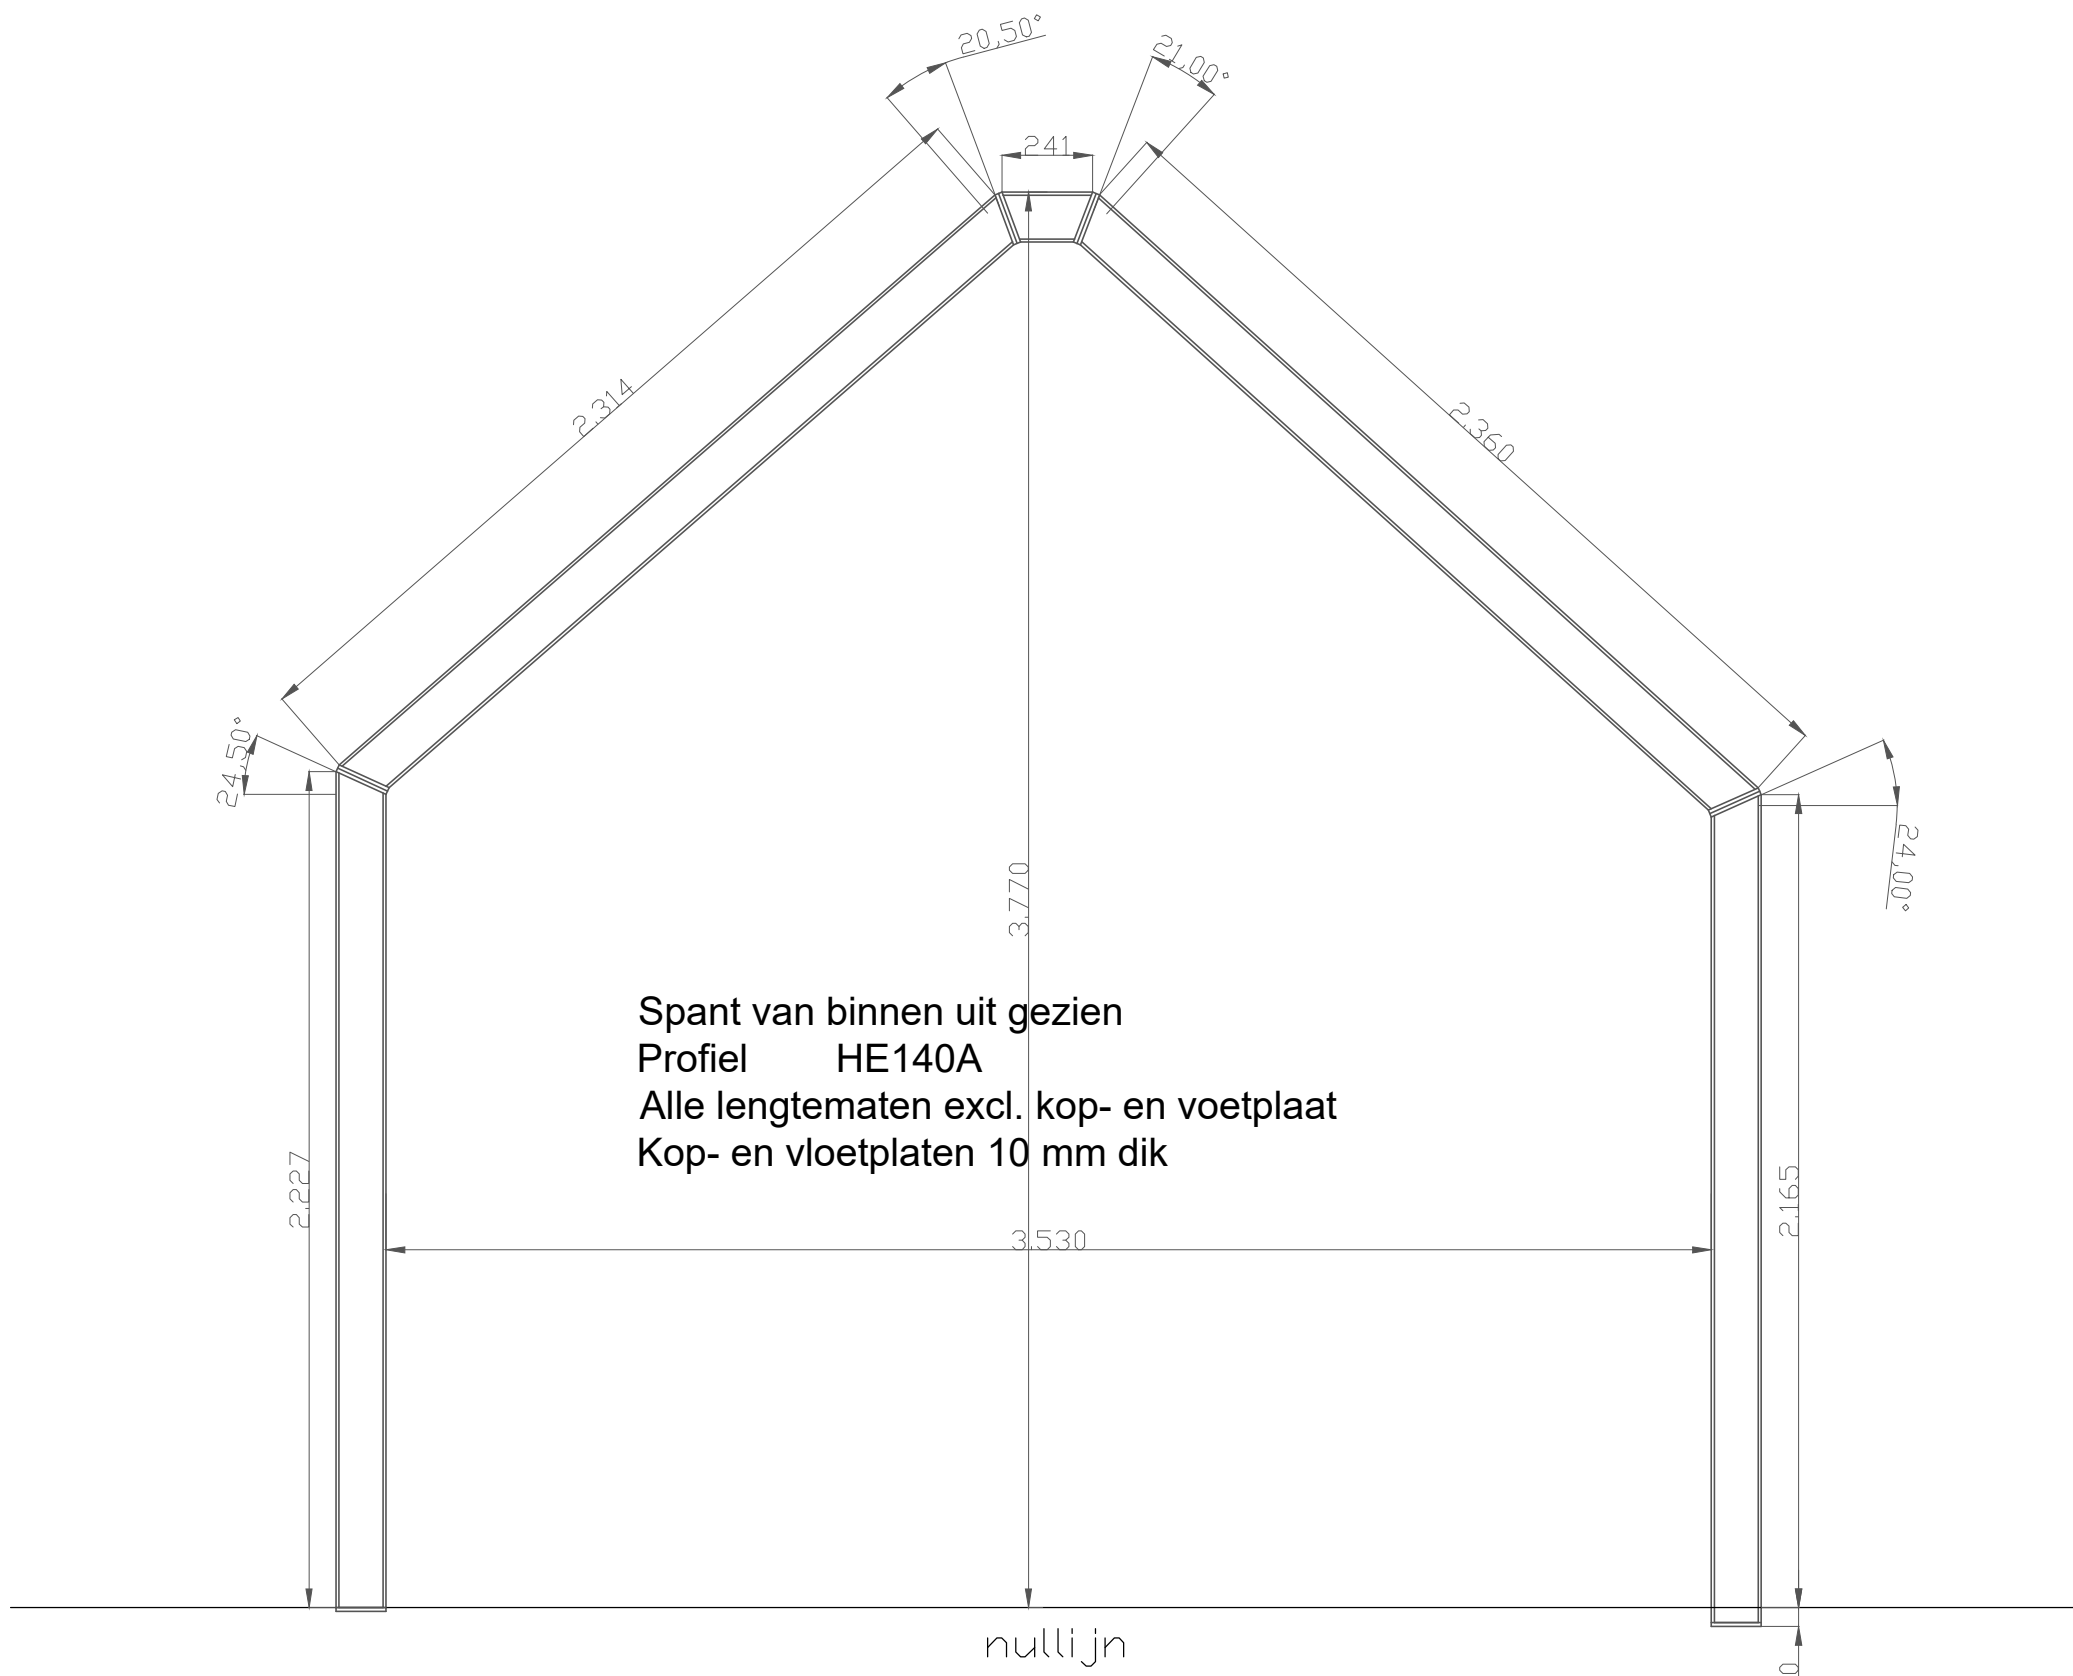 20,50°
21,00°
241
2.314
2.360
24,50°
24,00°
3.770
Spant van binnen uit gezien
Profiel HE140A
Alle lengtematen excl. kop- en voetplaat
Kop- en vloetplaten 10 mm dik
2.227
2.165
3.530
nullijn